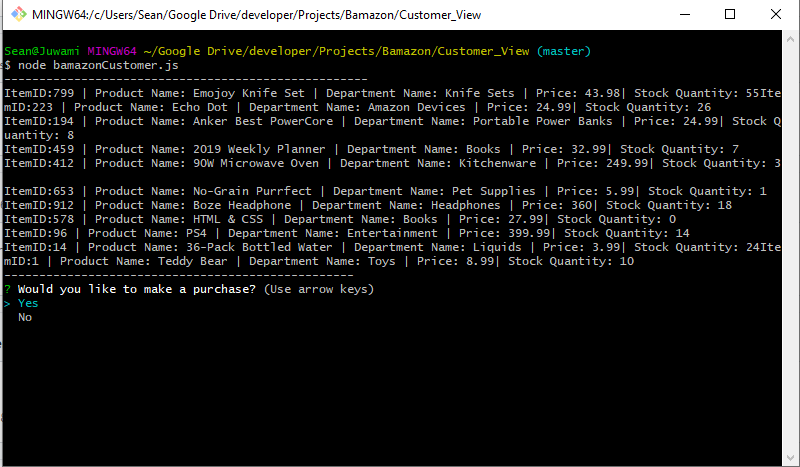 MINGW64:/c/Users/Sean/Google Drive/developer/Projects/Bamazon/Customer_View
Sean@Juwami MINGW64 ~/Google Drive/developer/Projects/Bamazon/Customer_View (master)
$ node bamazonCustomer.js
----------------------------------------------------
ItemID:799 | Product Name: Emojoy Knife Set | Department Name: Knife Sets | Price: 43.98| Stock Quantity: 55Ite
mID:223 | Product Name: Echo Dot | Department Name: Amazon Devices | Price: 24.99| Stock Quantity: 26
ItemID:194 | Product Name: Anker Best PowerCore | Department Name: Portable Power Banks | Price: 24.99| Stock Q
uantity: 8
ItemID:459 | Product Name: 2019 Weekly Planner | Department Name: Books | Price: 32.99| Stock Quantity: 7
ItemID:412 | Product Name: 90W Microwave Oven | Department Name: Kitchenware | Price: 249.99| Stock Quantity: 3
ItemID:653 | Product Name: No-Grain Purrfect | Department Name: Pet Supplies | Price: 5.99| Stock Quantity: 1
ItemID:912 | Product Name: Boze Headphone | Department Name: Headphones | Price: 360| Stock Quantity: 18
ItemID:578 | Product Name: HTML & CSS | Department Name: Books | Price: 27.99| Stock Quantity: 0
ItemID:96 | Product Name: PS4 | Department Name: Entertainment | Price: 399.99| Stock Quantity: 14
ItemID:14 | Product Name: 36-Pack Bottled Water | Department Name: Liquids | Price: 3.99| Stock Quantity: 24Ite
mID:1 | Product Name: Teddy Bear | Department Name: Toys | Price: 8.99| Stock Quantity: 10
--------------------------------------------------
? Would you like to make a purchase? (Use arrow keys)
> Yes
  No